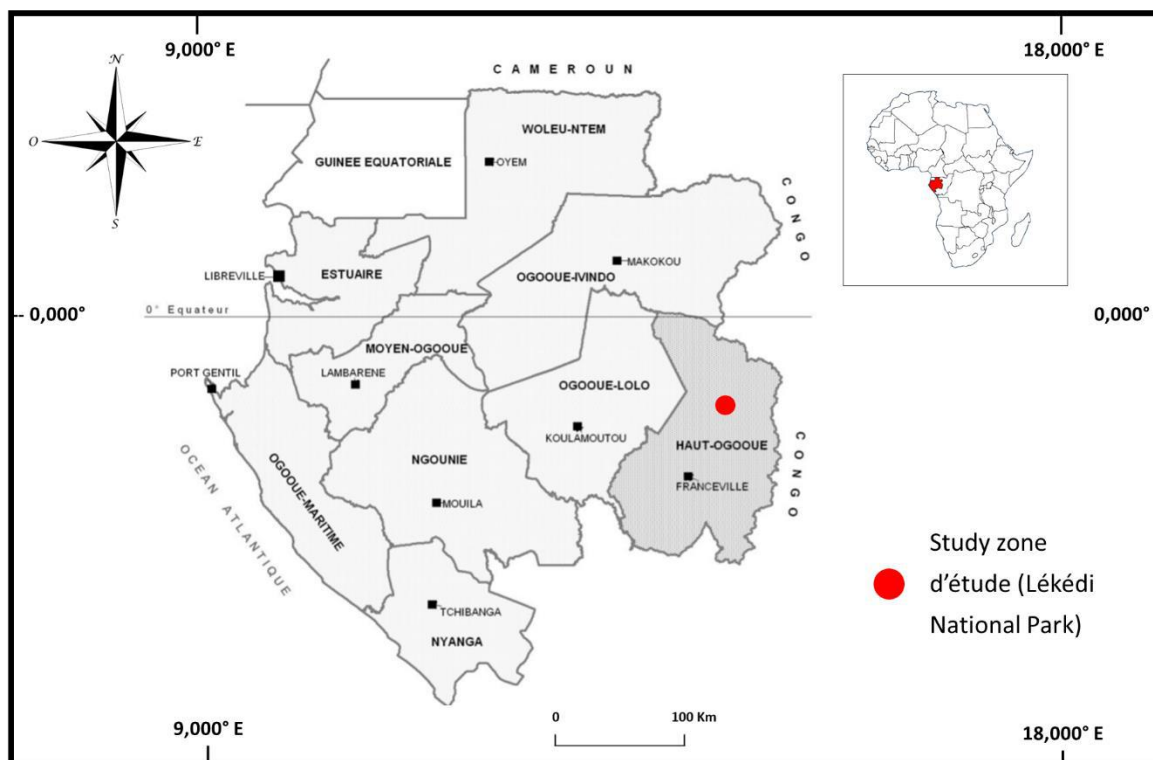 9,000° E
18,000° E
N
O
E
S
CAMEROUN
WOLEU-NTEM
OYEM
GUINEE EQUATORIALE
CONGO
LIBREVILLE
ESTUAIRE
MAKOKOU
OGOOUE-IVINDO
-- 0,000°
0° Equateur
0,000°
MOYEN-OGOOUE
PORT GENTIL
LAMBARENE
OGOOUE-LOLO
KOULAMOUTOU
HAUT-OGOOUE
CONGO
NGOUNIE
FRANCEVILLE
MOUILA
OGOOUE-MARITIME
OCEAN ATLANTIQUE
TCHIBANGA
NYANGA
Study zone
d’étude (Lékédi
National Park)
0 100 Km
9,000° E
18,000° E